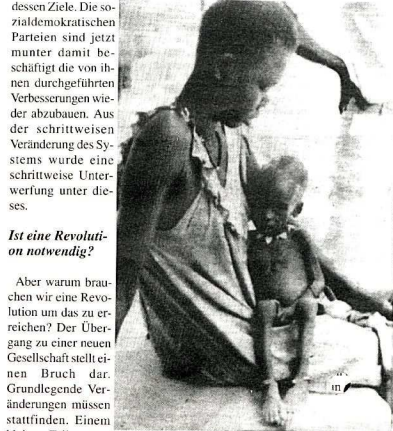 dessen Ziele. Die so-
zialdemokratischen
Parteien sind jetzt
munter damit be-
schäftigt die von ih-
nen durchgeführten
Verbesserungen wie-
der abzubauen. Aus
der schrittweisen
Veränderung des Sy-
stems wurde eine
schrittweise Unter-
werfung unter die-
ses.
Ist eine Revoluti-
on notwendig?
Aber warum brau-
chen wir eine Revo-
lution um das zu er-
reichen? Der Über-
gang zu einer neuen
Gesellschaft stellt ei-
nen Bruch dar.
Grundlegende Ver-
änderungen müssen
stattfinden. Einem